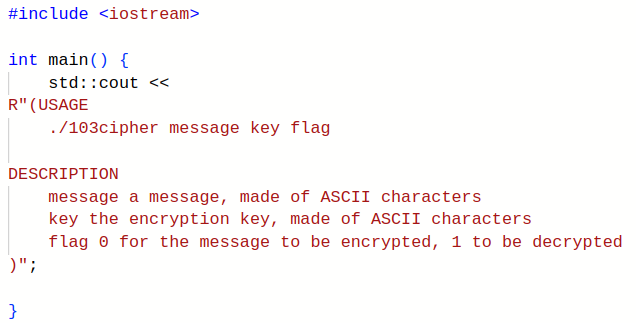 #include <iostream>

int main() {
    std::cout <<
R"(USAGE
    ./103cipher message key flag

DESCRIPTION
    message a message, made of ASCII characters
    key the encryption key, made of ASCII characters
    flag 0 for the message to be encrypted, 1 to be decrypted
)";

}